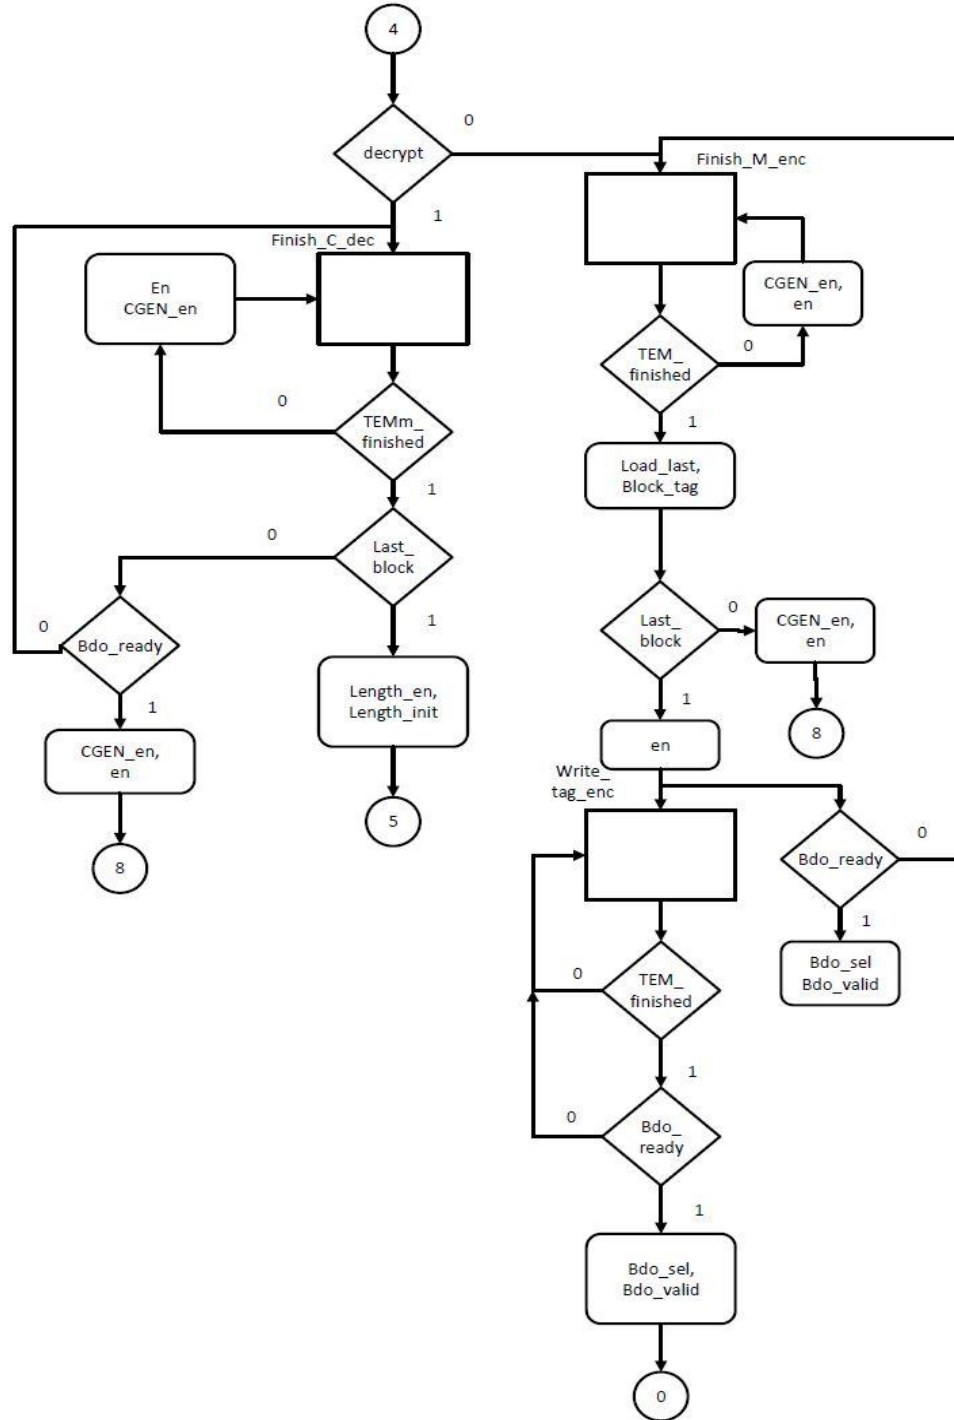 4
0
decrypt
Finish_M_enc
1
Finish_C_dec
En
CGEN_en
CGEN_en,
en
TEM_
finished
0
0
TEMm_
finished
1
Load_last,
Block_tag
1
0
Last_
block
0
Bdo_ready
1
Last_
block
0
CGEN_en,
en
Length_en,
Length_init
1
1
CGEN_en,
en
8
en
Write_
tag_enc
5
8
Bdo_ready
0
1
Bdo_sel
Bdo_valid
0
TEM_
finished
1
0
Bdo_
ready
1
Bdo_sel,
Bdo_valid
0